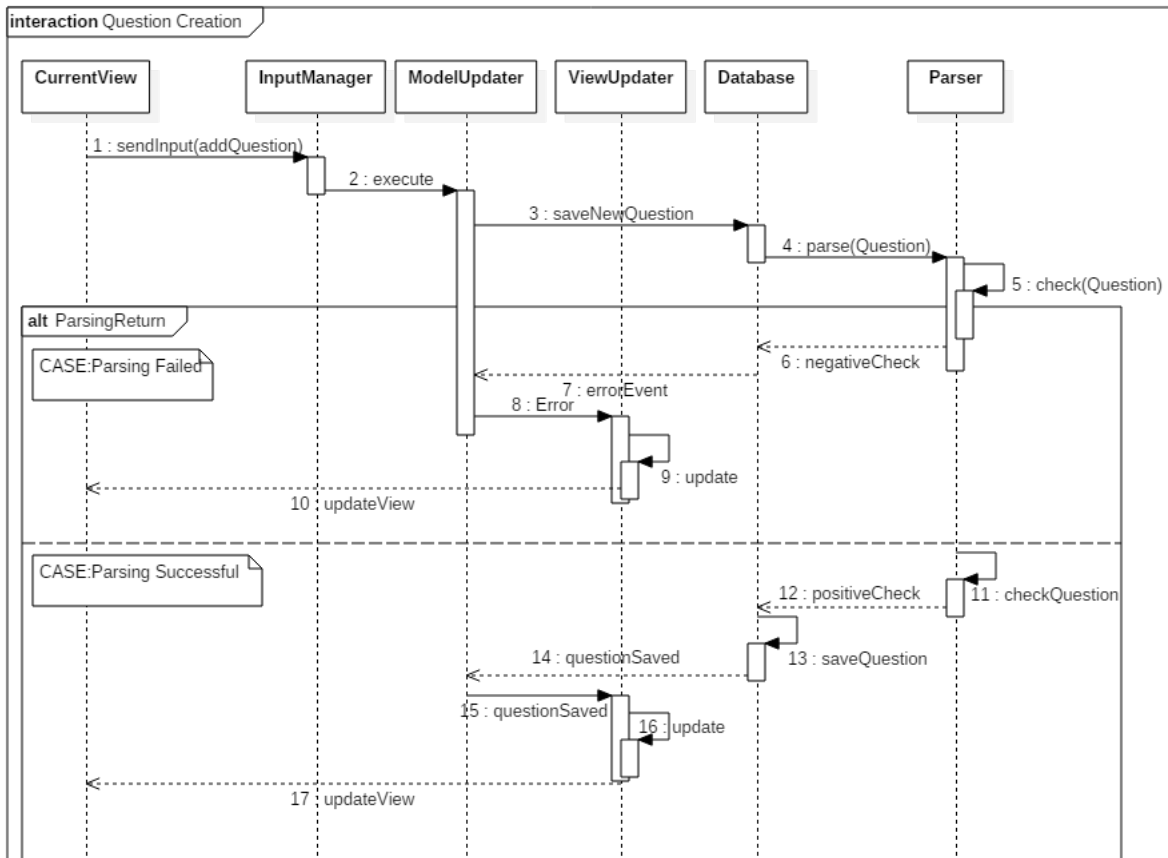 interaction Question Creation
CurrentView
InputManager
ModelUpdater
ViewUpdater
Database
Parser
1 : sendInput(addQuestion)
2 : execute
3 : saveNewQuestion
4 : parse(Question)
5 : check(Question)
alt ParsingReturn
CASE:Parsing Failed
6 : negativeCheck
7 : errorEvent
8 : Error
9 : update
10 : updateView
CASE:Parsing Successful
11 : checkQuestion
12 : positiveCheck
13 : saveQuestion
14 : questionSaved
15 : questionSaved
16 : update
17 : updateView